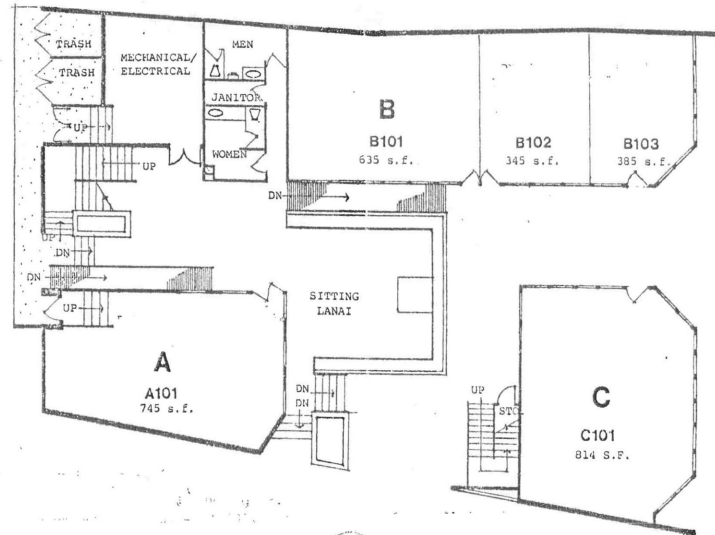 TRASH
TRASH
MECHANICAL/
ELECTRICAL
MEN
JANITOR
WOMEN
B
B101
635 s.f.
B102
345 s.f.
B103
385 s.f.
UP
UP
UP
DN
DN
DN
UP
SITTING
LANAI
A
A101
745 s.f.
DN
DN
UP
STO
C
C101
814 S.F.